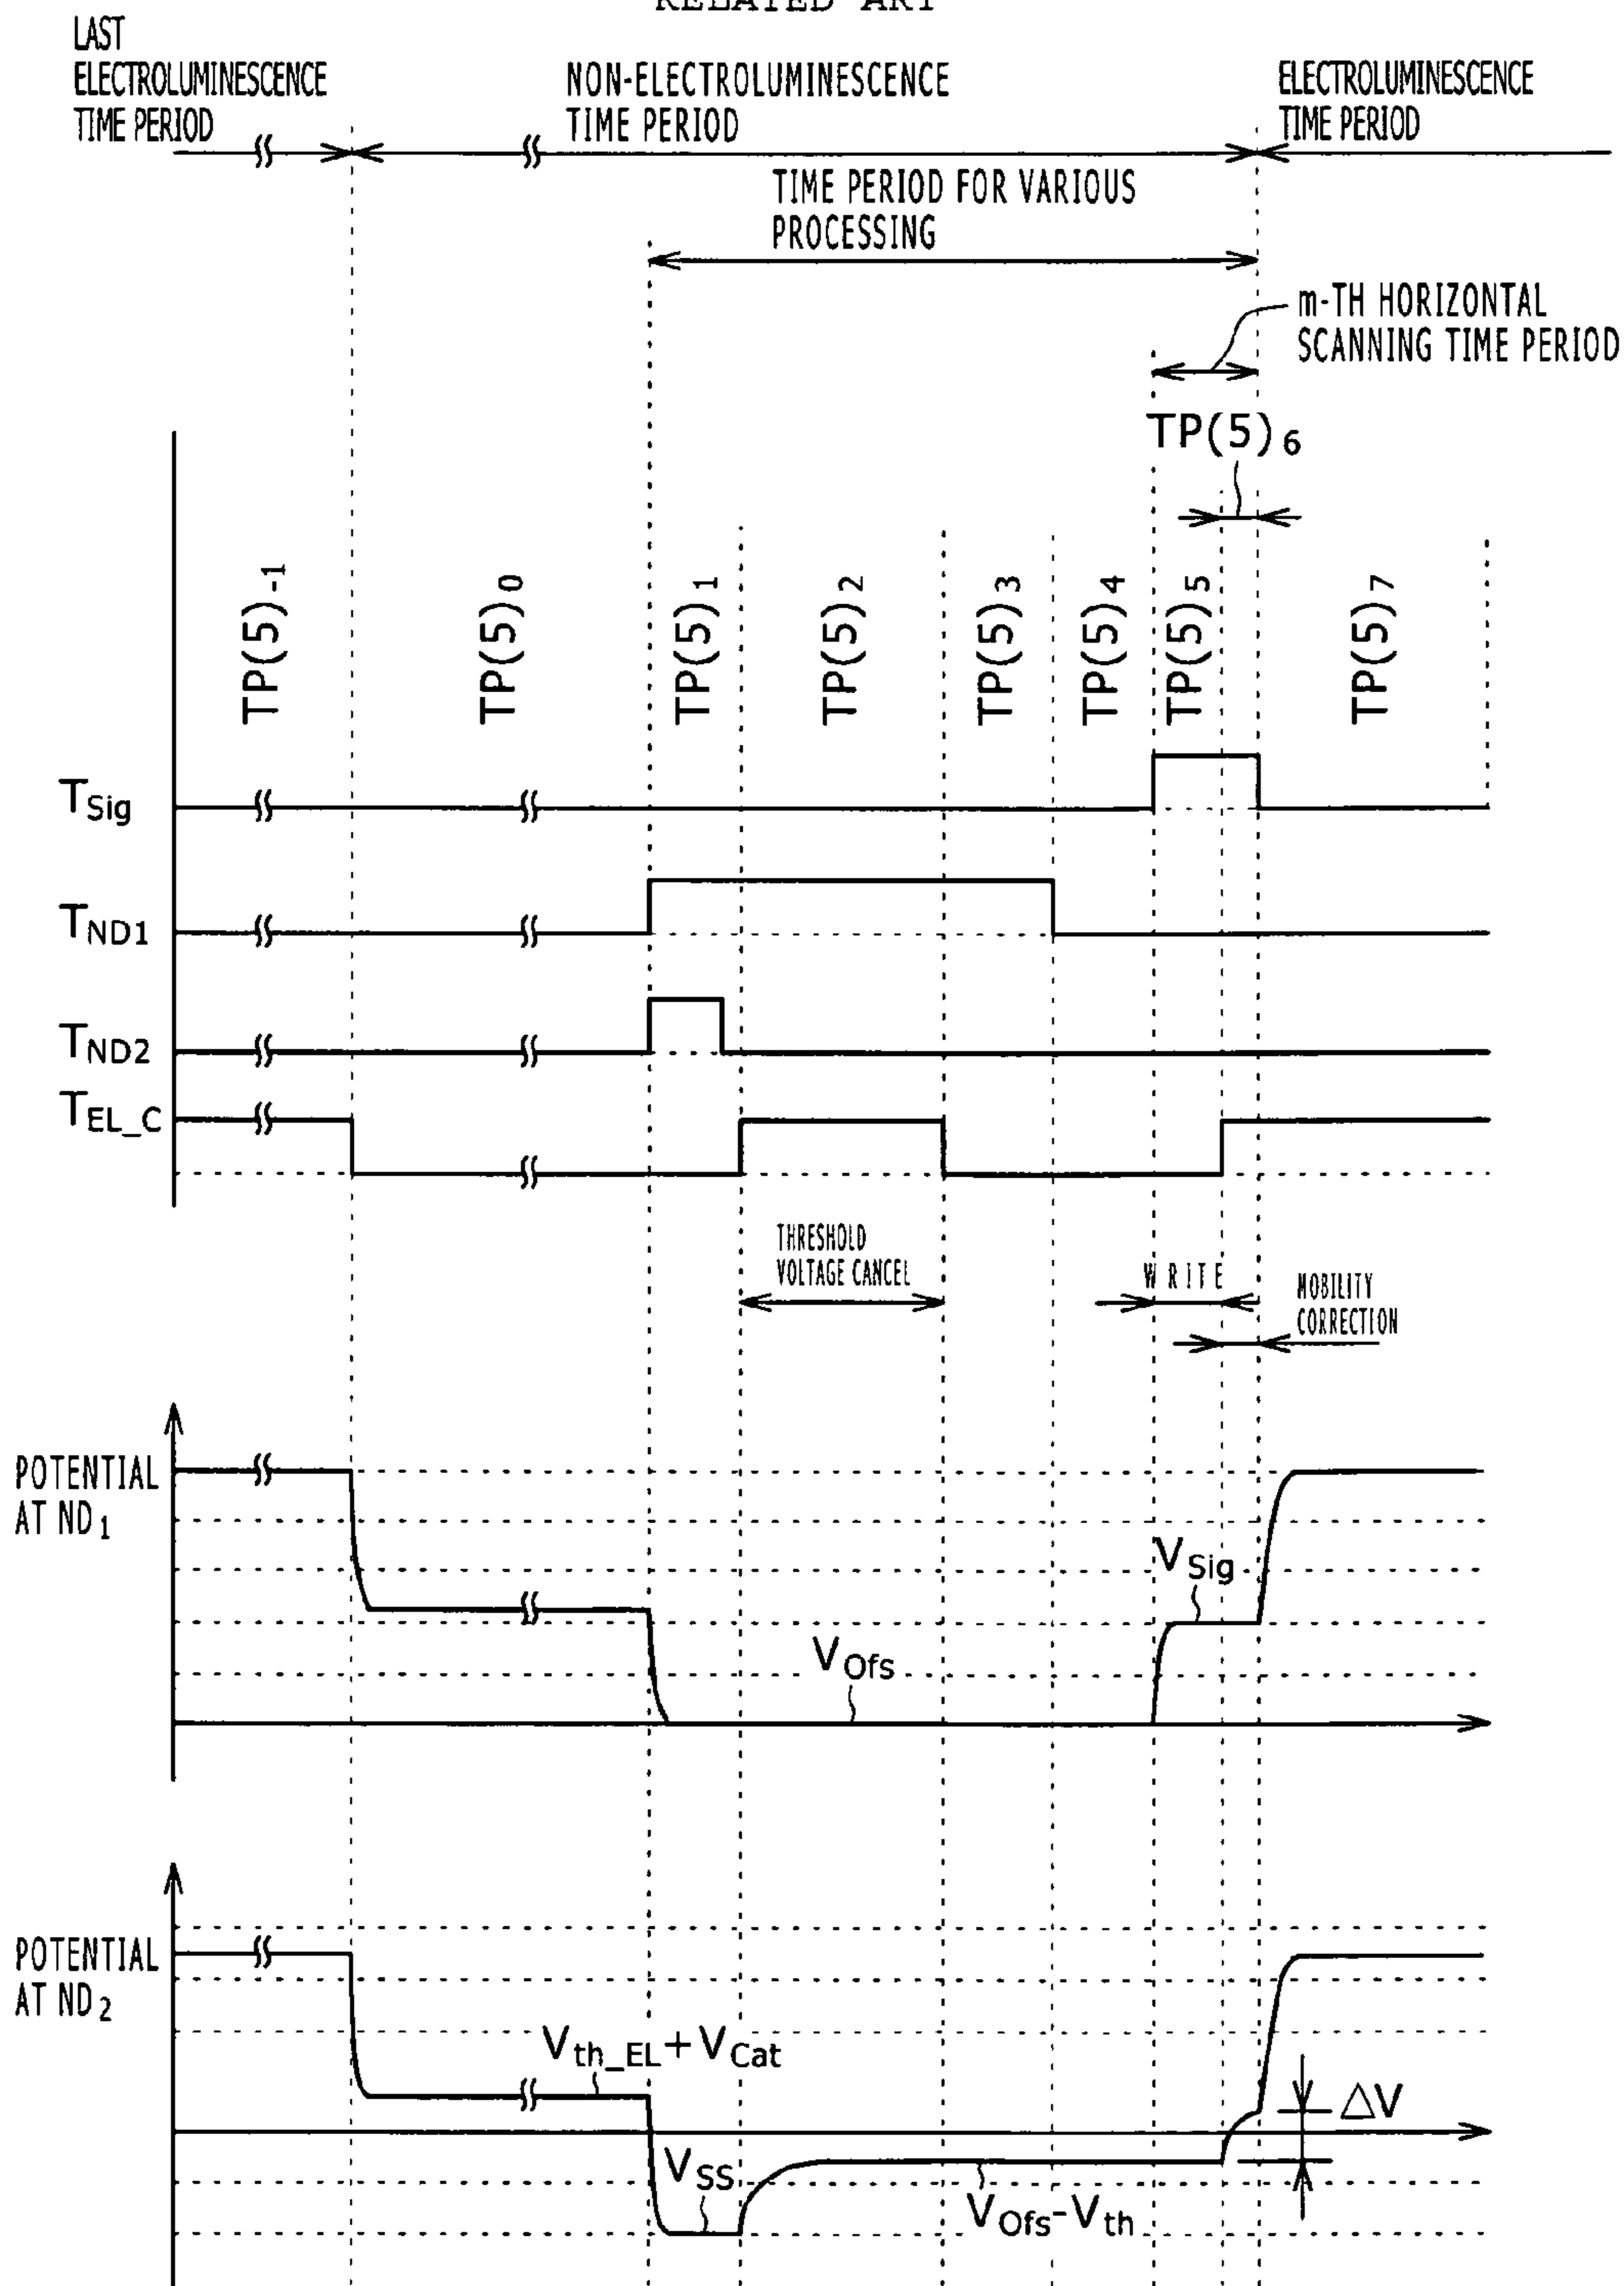 RELATED ART
LAST
ELECTROLUMINESCENCE
TIME PERIOD
NON-ELECTROLUMINESCENCE
TIME PERIOD
ELECTROLUMINESCENCE
TIME PERIOD
TIME PERIOD FOR VARIOUS
PROCESSING
m-TH HORIZONTAL
SCANNING TIME PERIOD
TP(5)6
TP(5)-1
TP(5)0
TP(5)1
TP(5)2
TP(5)3
TP(5)4
TP(5)5
TP(5)7
TSig
TND1
TND2
TEL_C
THRESHOLD
VOLTAGE CANCEL
WRITE
MOBILITY
CORRECTION
POTENTIAL
AT ND1
VSig
VOfs
POTENTIAL
AT ND2
Vth_EL+VCat
△V
VSS
VOfs-Vth